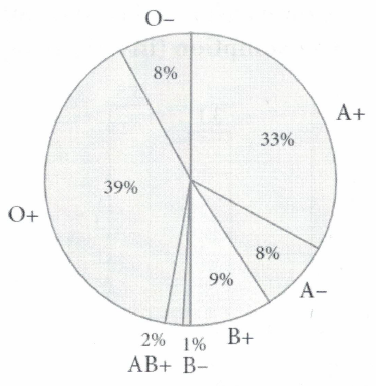 O−
8%
A+
33%
39%
O+
8%
9%
A−
2% 1% B+
AB+ B−